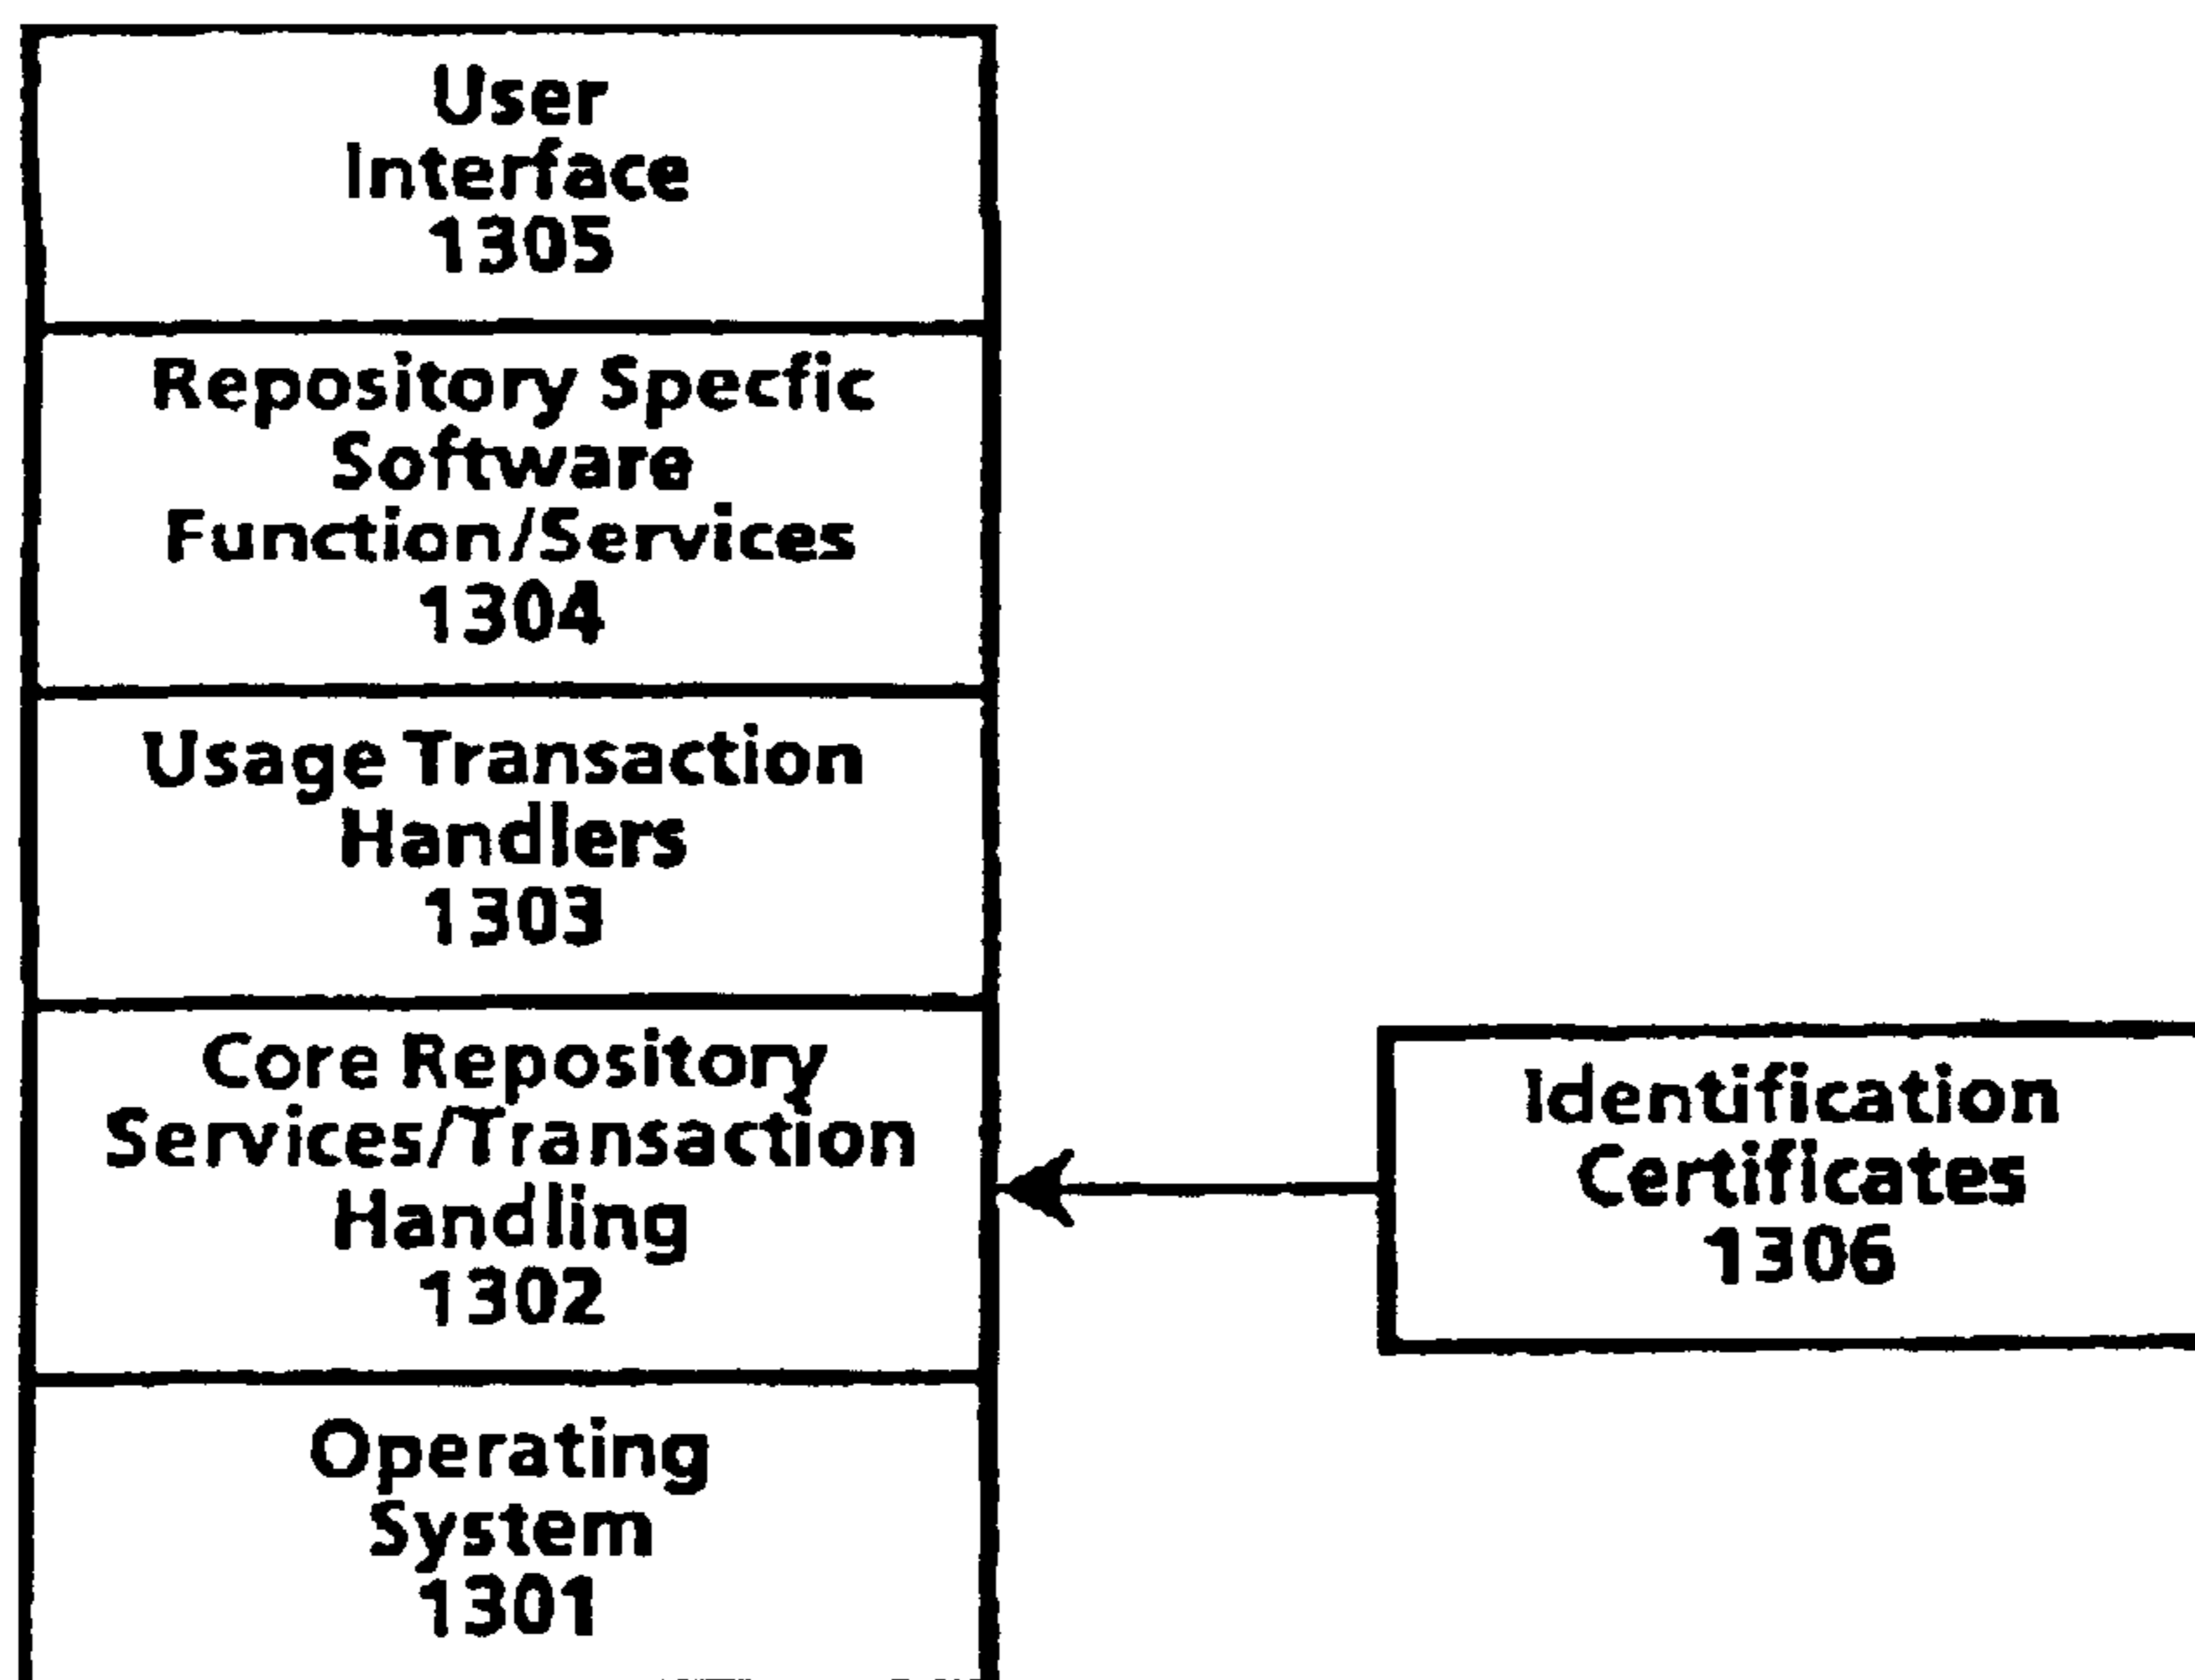 User
Interface
1305
Repository Specfic
Software
Function/Services
1304
Usage Transaction
Handlers
1303
Core Repository
Services/Transaction
Handling
1302
Identification
Certificates
1306
Operating
System
1301